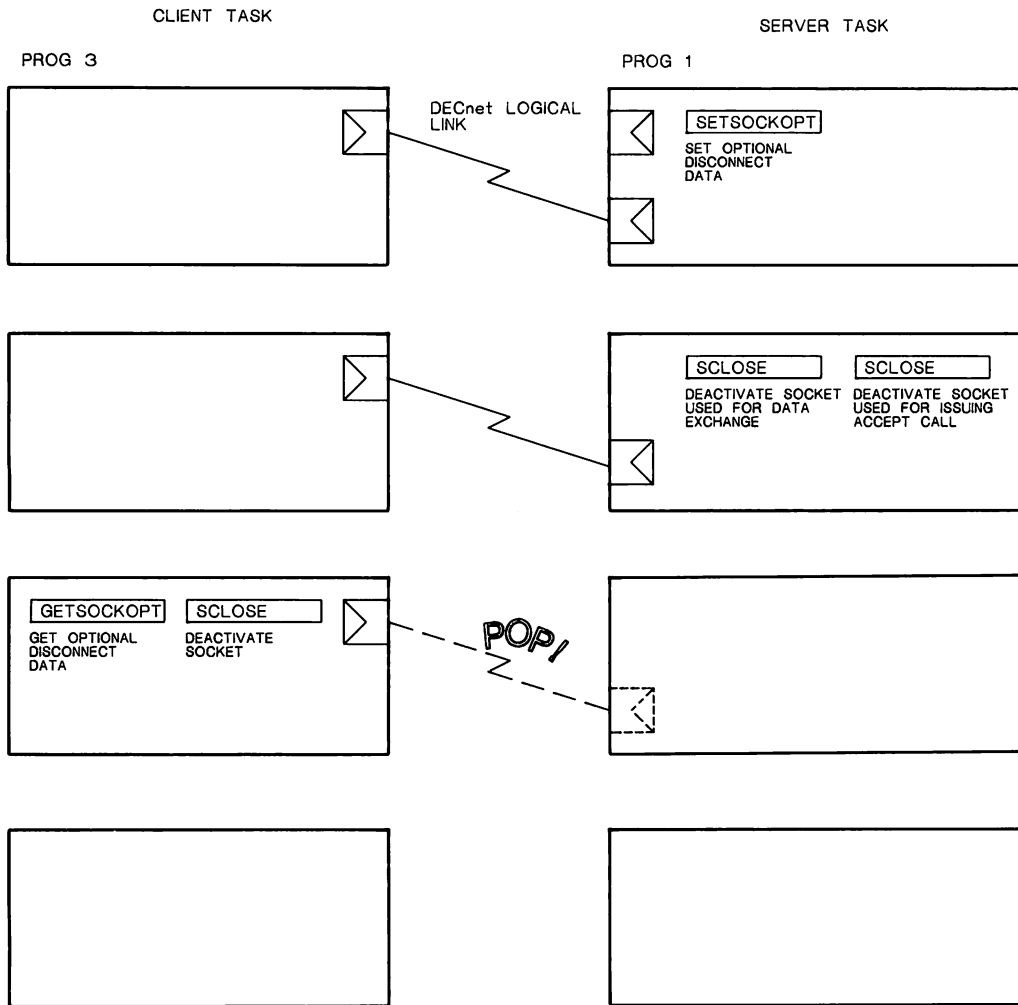 CLIENT TASK
SERVER TASK
PROG 3
PROG 1
DECnet LOGICAL
LINK
SETSOCKOPT
SET OPTIONAL
DISCONNECT
DATA
SCLOSE
DEACTIVATE SOCKET
USED FOR DATA
EXCHANGE
SCLOSE
DEACTIVATE SOCKET
USED FOR ISSUING
ACCEPT CALL
GETSOCKOPT
GET OPTIONAL
DISCONNECT
DATA
SCLOSE
DEACTIVATE
SOCKET
POP!